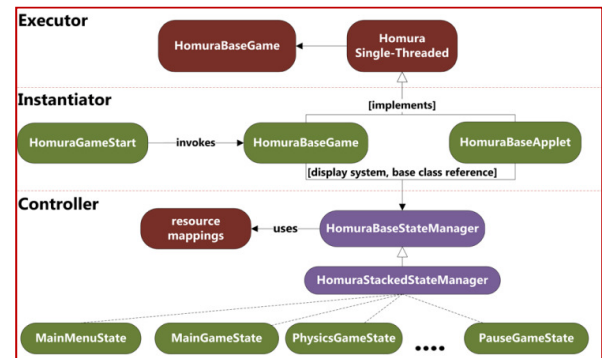 Executor
HomuraBaseGame
Homura
Single-Threaded
[implements]
Instantiator
HomuraGameStart
invokes
HomuraBaseGame
HomuraBaseApplet
[display system, base class reference]
Controller
resource
mappings
uses
HomuraBaseStateManager
HomuraStackedStateManager
MainMenuState
MainGameState
PhysicsGameState
....
PauseGameState